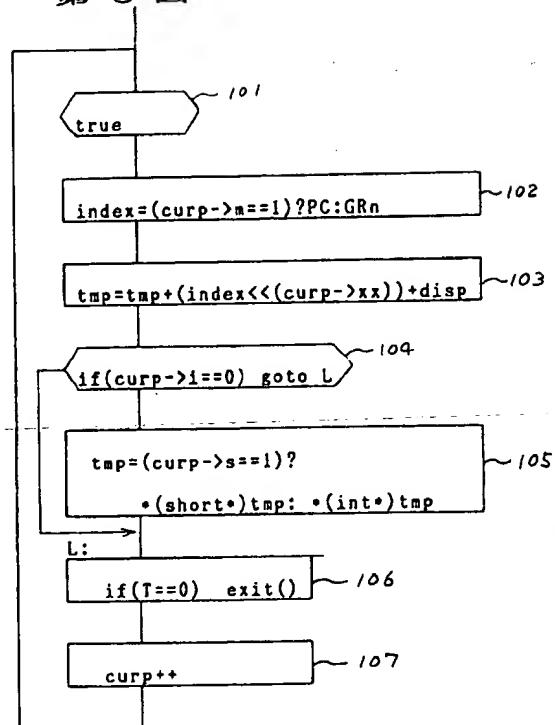 101
true
102
index=(curp->m==1)?PC:GRn
103
tmp=tmp+(index<<(curp->xx))+disp
104
if(curp->i==0) goto L
105
tmp=(curp->s==1)?
*(short*)tmp: *(int*)tmp
L:
106
if(T==0) exit()
107
curp++